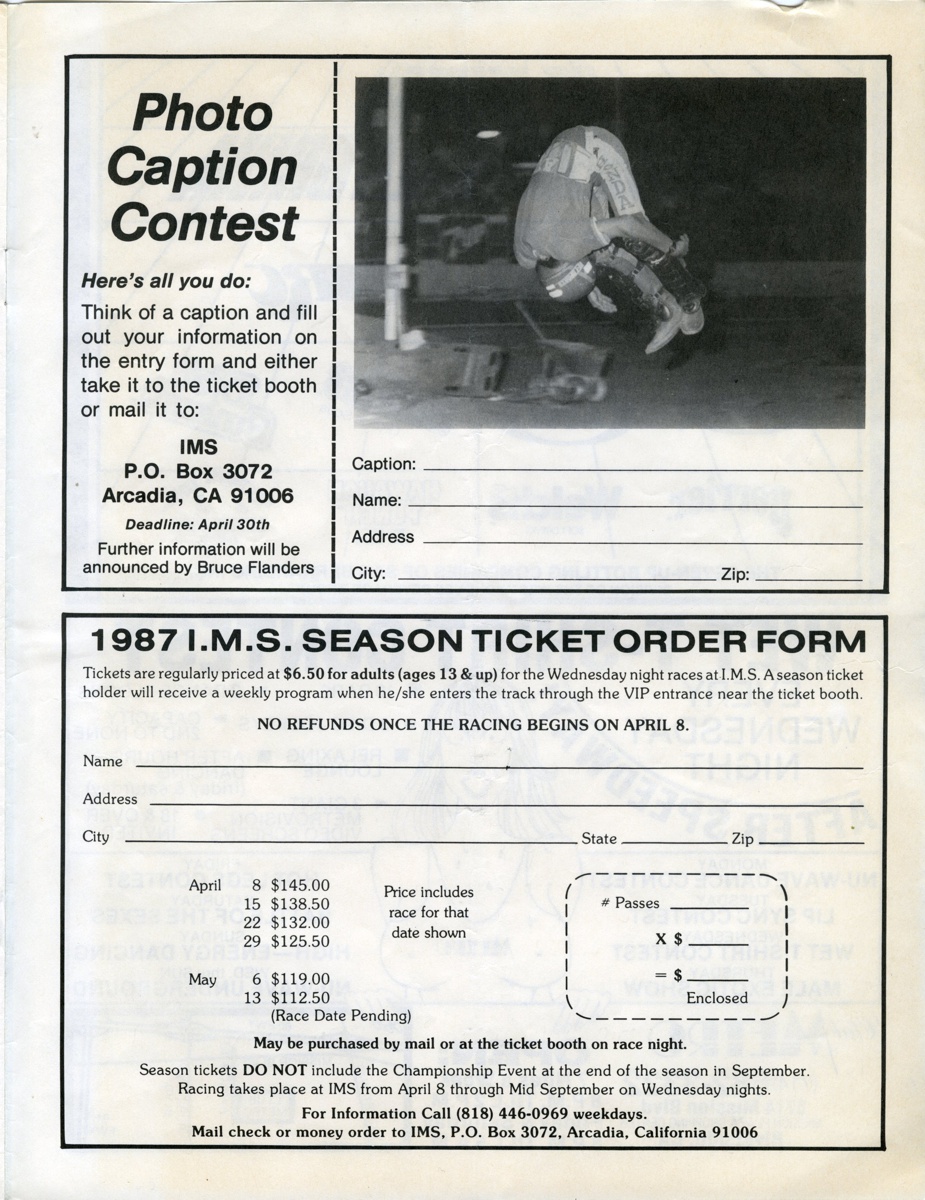 Photo
Caption
Contest
Here's all you do:
Think of a caption and fill
out your information on
the entry form and either
take it to the ticket booth
or mail it to:
IMS
P.O. Box 3072
Arcadia, CA 91006
Deadline: April 30th
Further information will be
announced by Bruce Flanders
Caption:
Name:
Address
City: Zip:
1987 I.M.S. SEASON TICKET ORDER FORM
Tickets are regularly priced at $6.50 for adults (ages 13 & up) for the Wednesday night races at I.M.S. A season ticket
holder will receive a weekly program when he/she enters the track through the VIP entrance near the ticket booth.
NO REFUNDS ONCE THE RACING BEGINS ON APRIL 8.
Name
Address
City State Zip
April 8 $145.00
15 $138.50
22 $132.00
29 $125.50
May 6 $119.00
13 $112.50
(Race Date Pending)
Price includes
race for that
date shown
# Passes
X $
= $
Enclosed
May be purchased by mail or at the ticket booth on race night.
Season tickets DO NOT include the Championship Event at the end of the season in September.
Racing takes place at IMS from April 8 through Mid September on Wednesday nights.
For Information Call (818) 446-0969 weekdays.
Mail check or money order to IMS, P.O. Box 3072, Arcadia, California 91006